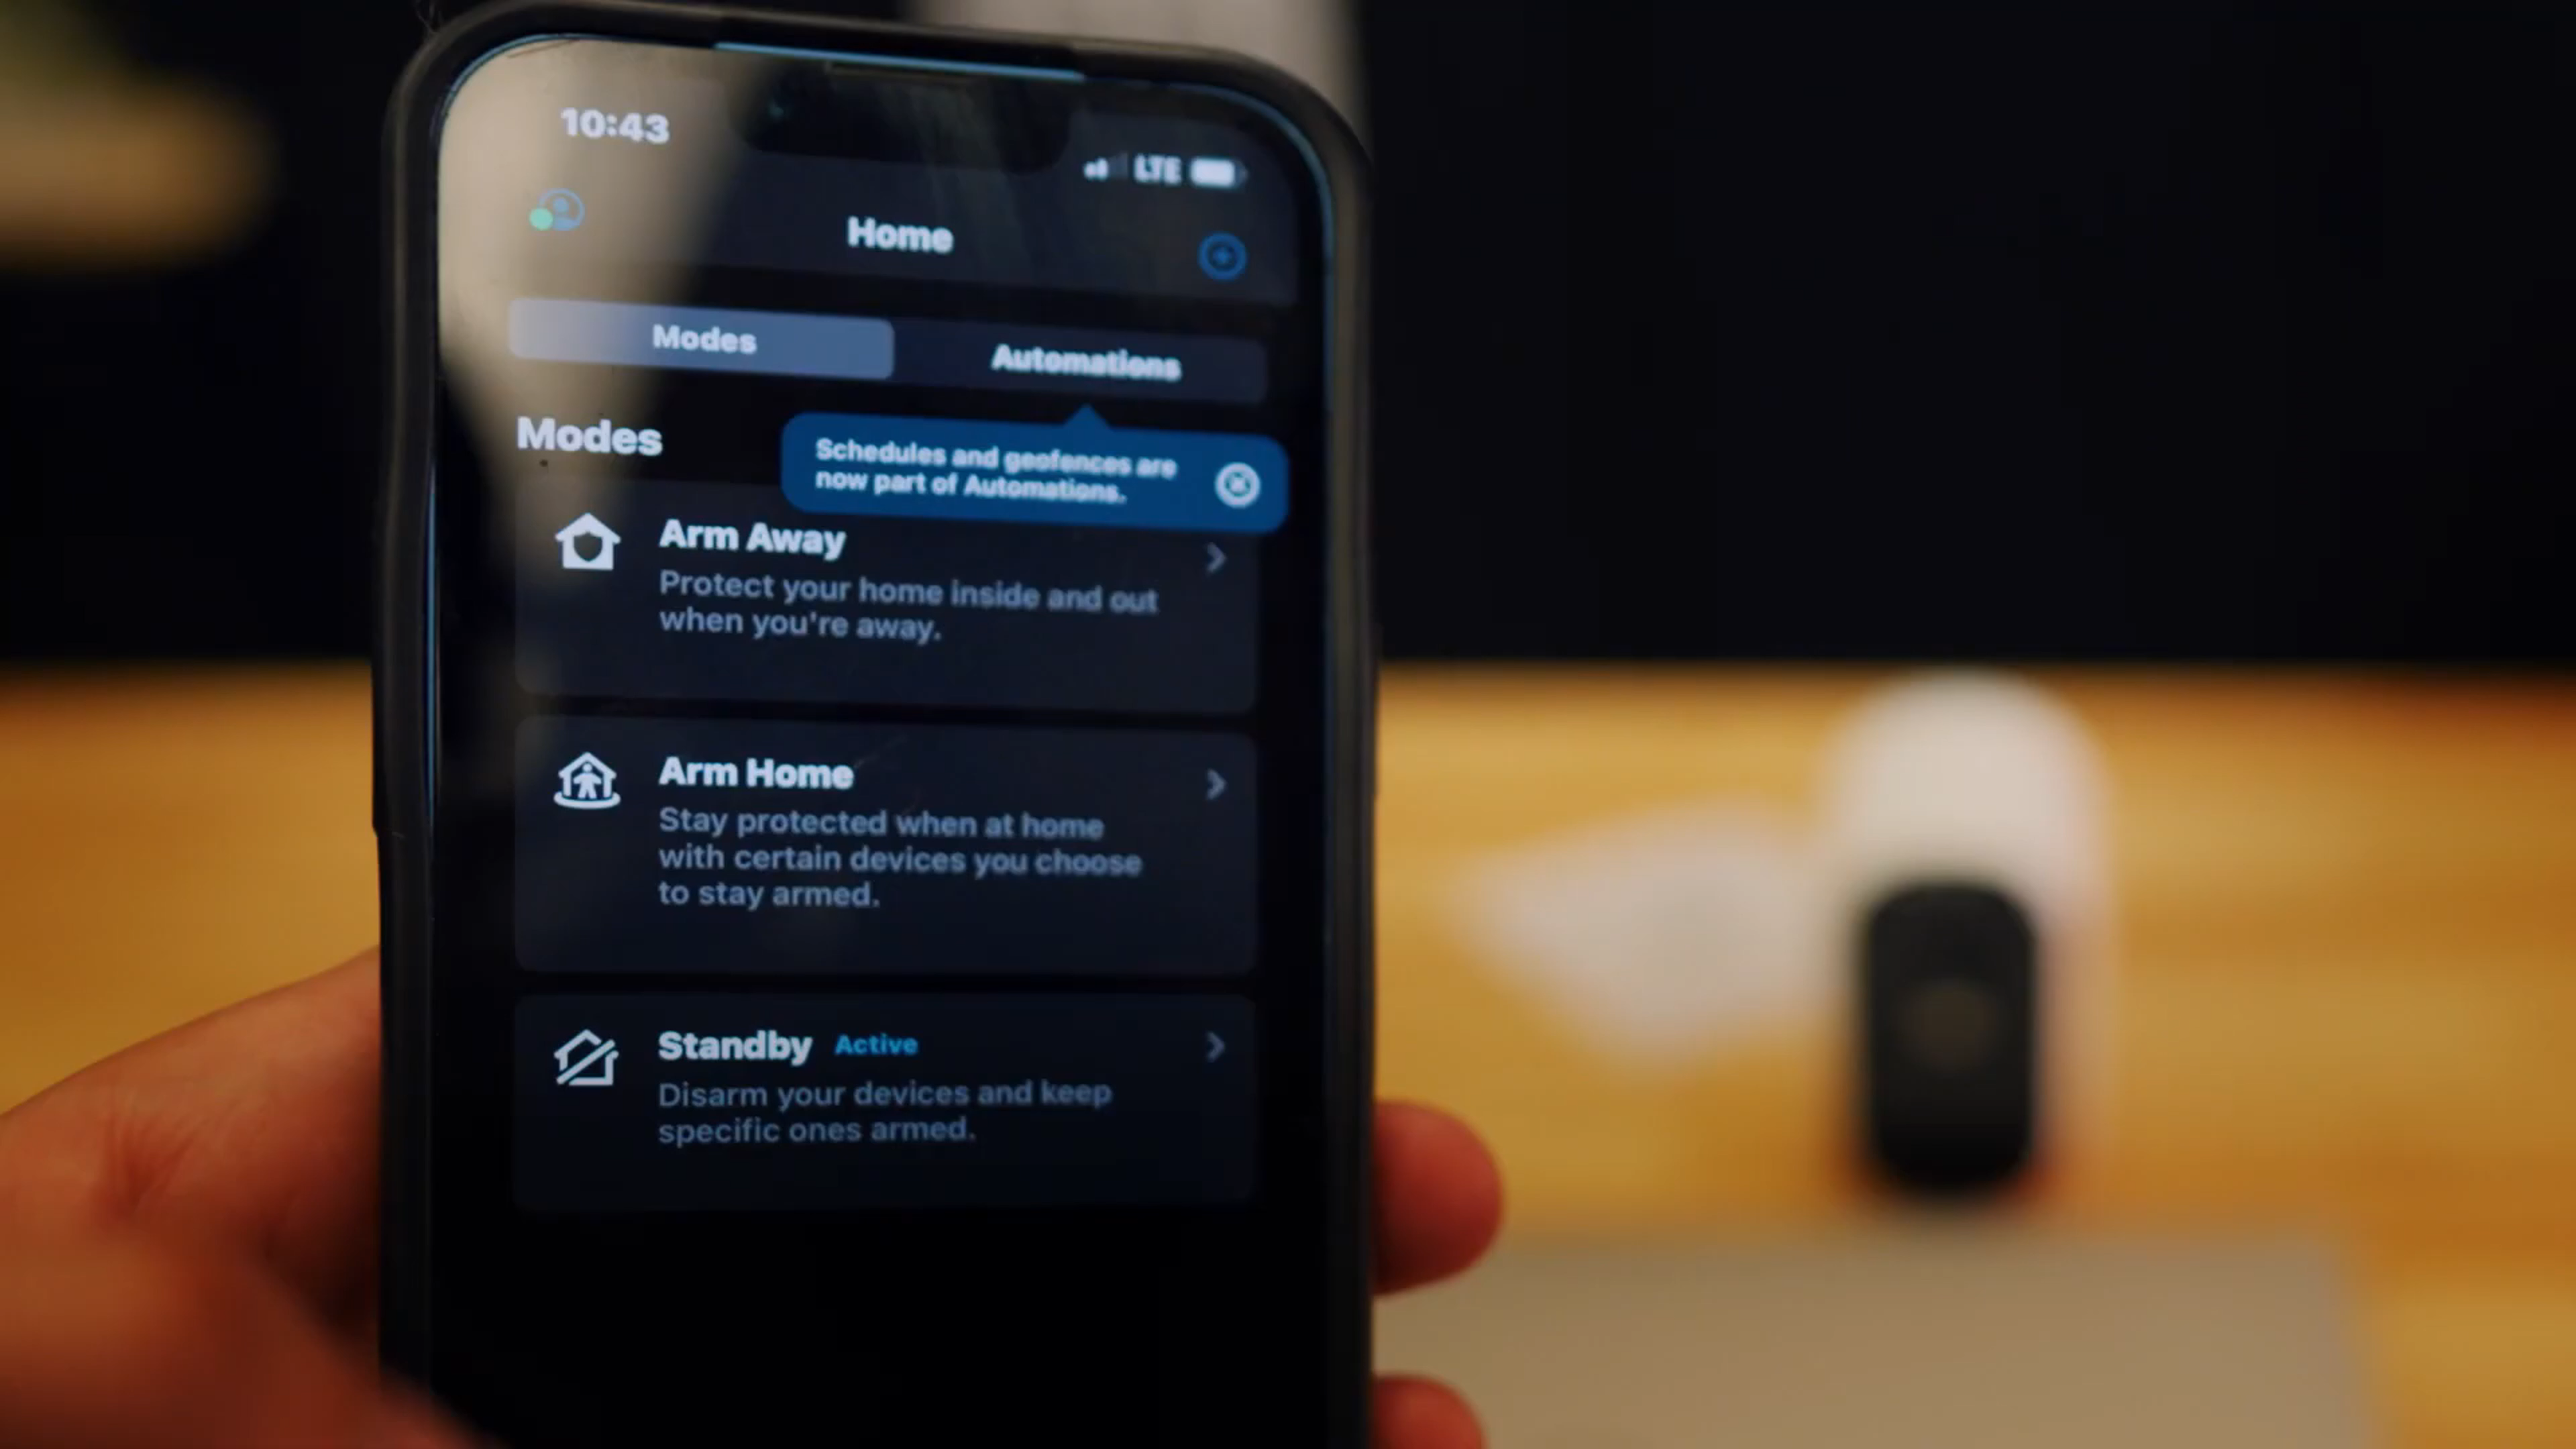 10:43
LTE
Home
Modes
Automations
Modes
Schedules and geofences are
now part of Automations.
Arm Away
Protect your home inside and out
when you're away.
Arm Home
Stay protected when at home
with certain devices you choose
to stay armed.
Standby Active
Disarm your devices and keep
specific ones armed.